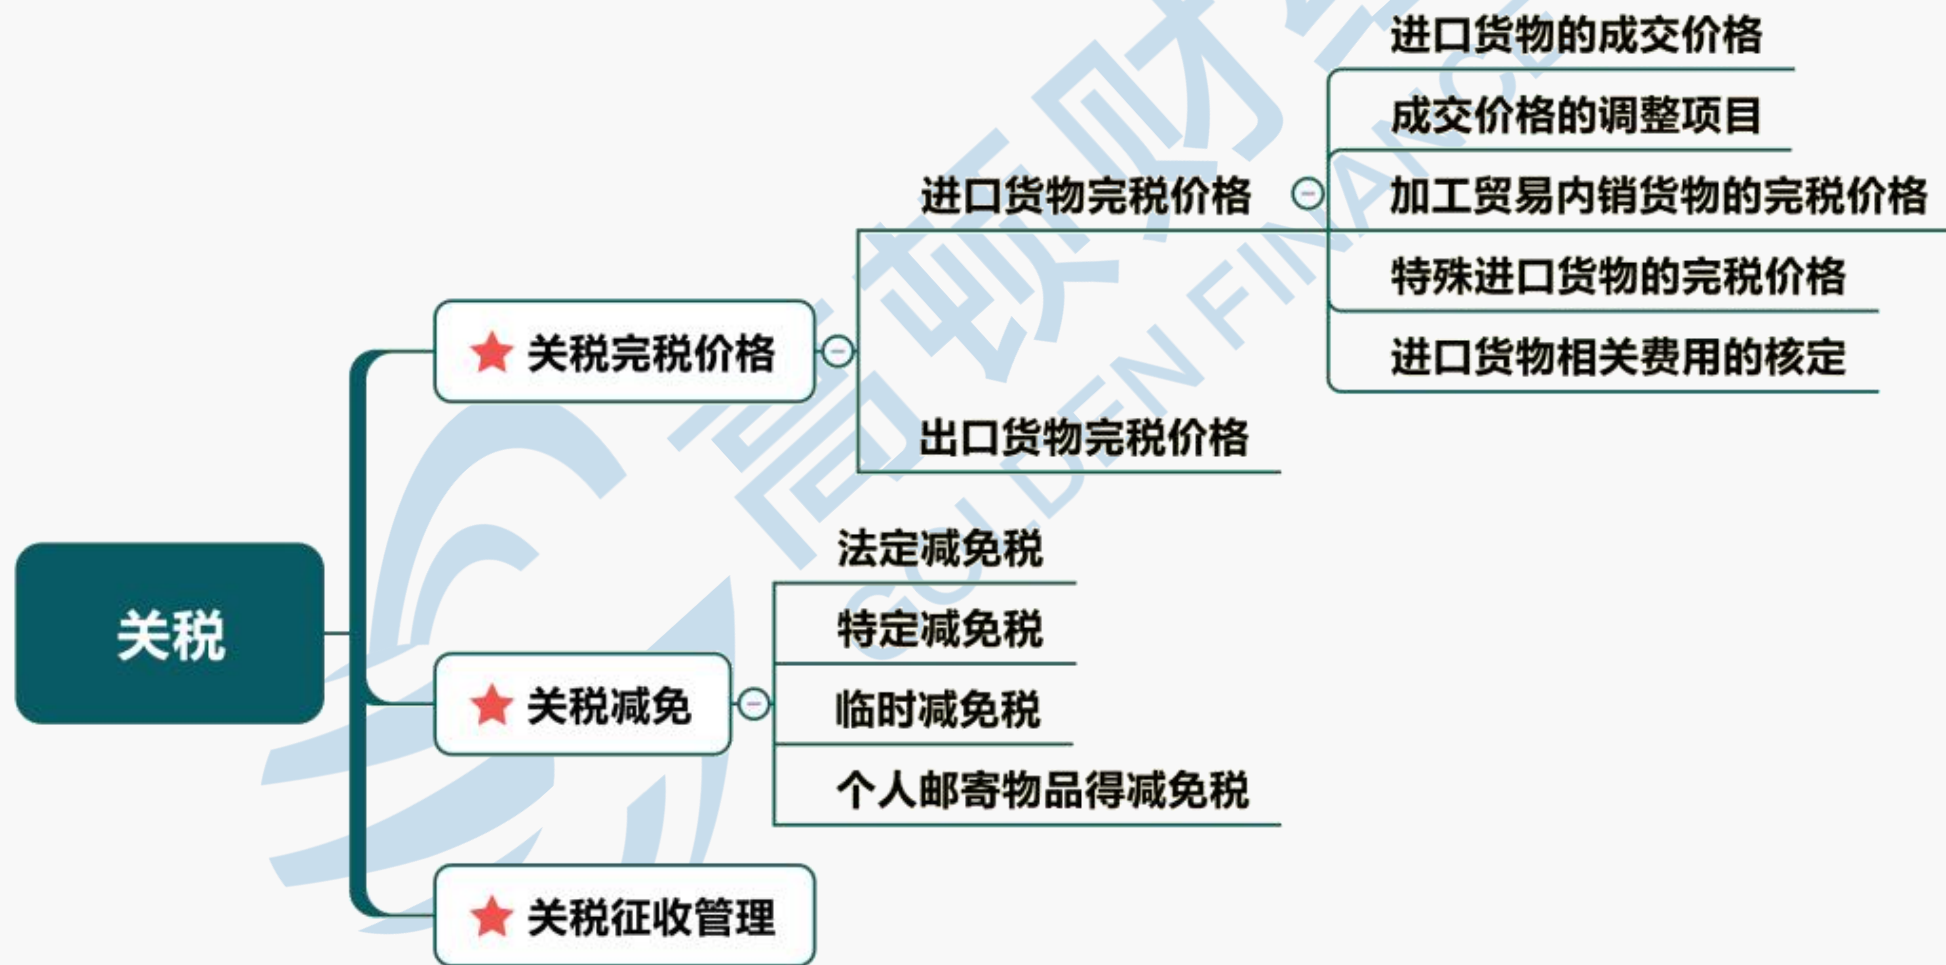 关税
关税完税价格
进口货物完税价格
进口货物的成交价格
成交价格的调整项目
加工贸易内销货物的完税价格
特殊进口货物的完税价格
进口货物相关费用的核定
出口货物完税价格
关税减免
法定减免税
特定减免税
临时减免税
个人邮寄物品得减免税
关税征收管理
高顿财
GOLDEN FINANCE